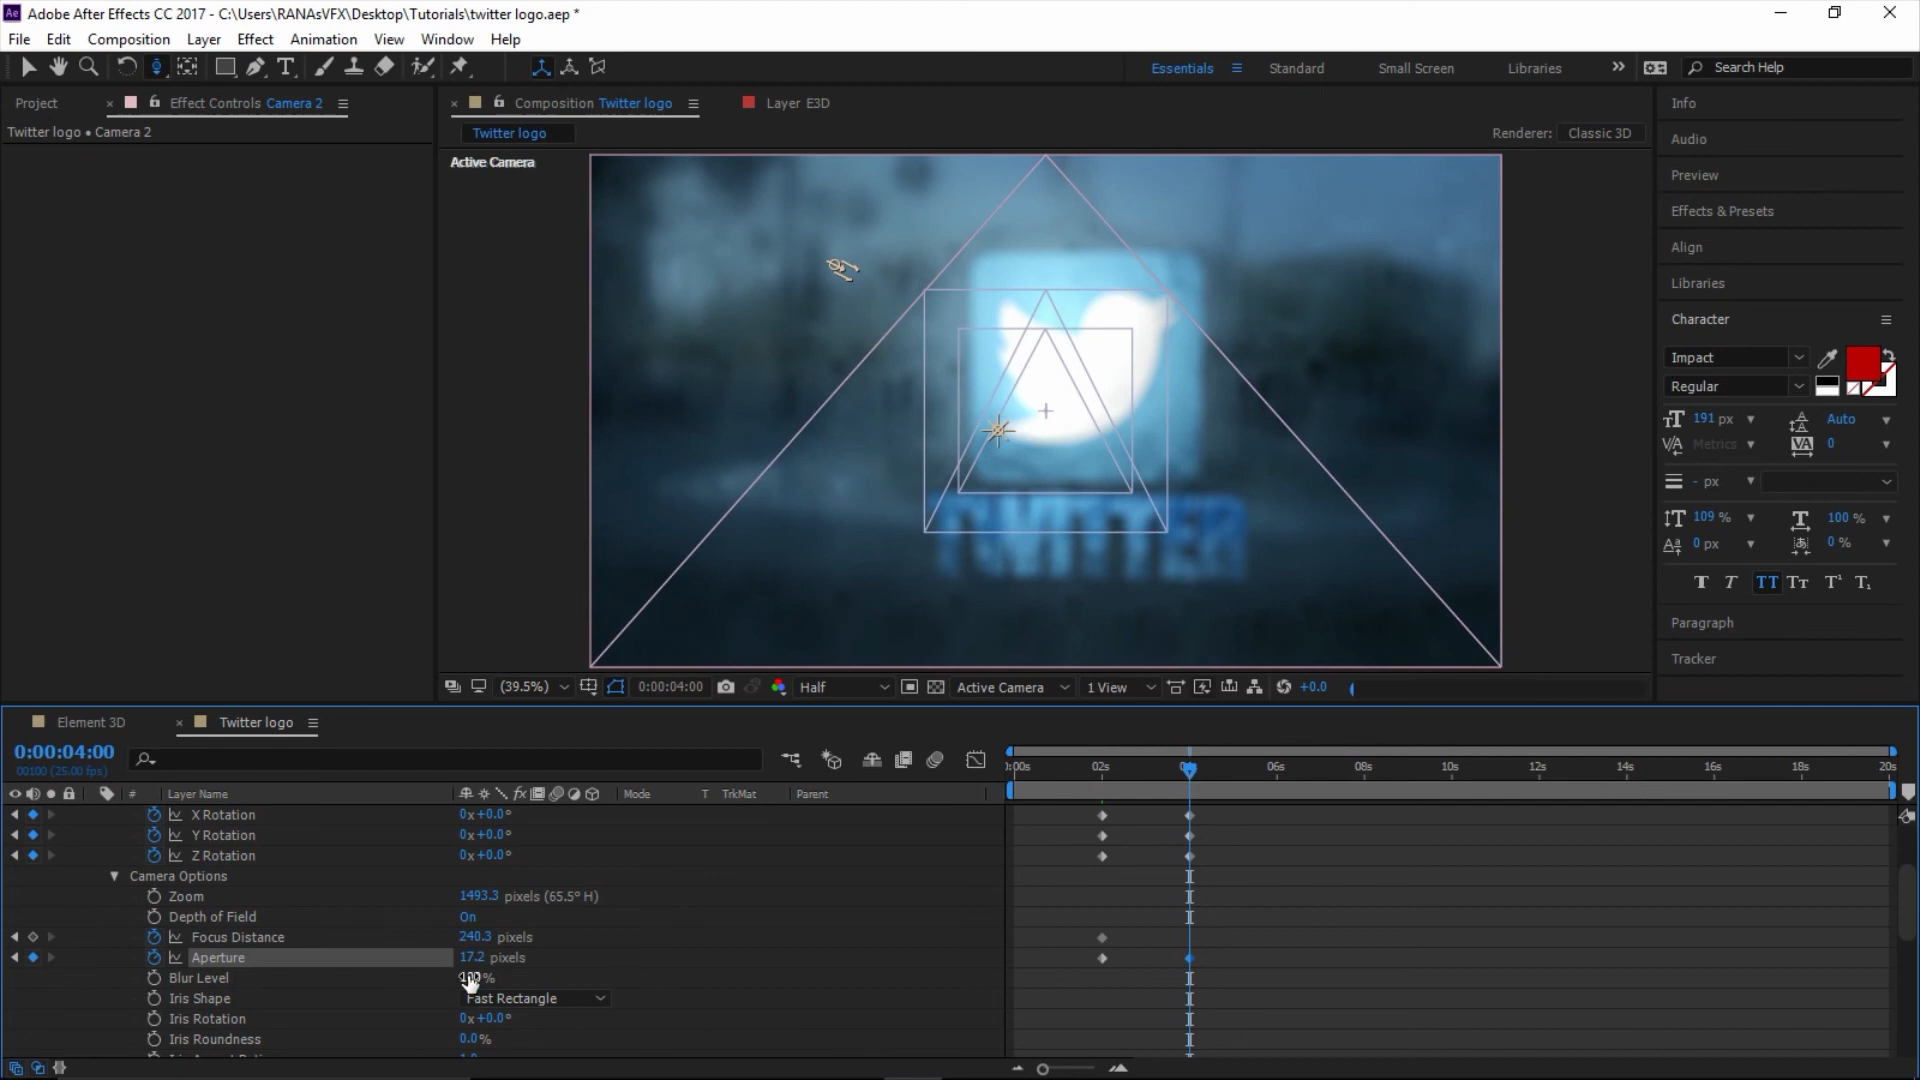 Ae Adobe After Effects CC 2017 - C:\Users\RANAsVFX\Desktop\Tutorials\twitter logo.aep *
File Edit Composition Layer Effect Animation View Window Help
Essentials Standard Small Screen Libraries Search Help
Project Effect Controls Camera 2
Composition Twitter logo Layer E3D
Info
Twitter logo • Camera 2
Twitter logo
Renderer: Classic 3D
Audio
Active Camera
Preview
Effects & Presets
Align
Libraries
Character
Impact
Regular
191 px Auto
Metrics 0
- px
109 % 100 %
0 px 0 %
TWITTER
Paragraph
Tracker
(39.5%) 0:00:04:00 Half Active Camera 1 View +0.0
Element 3D Twitter logo
0:00:04:00
00100 (25.00 fps)
02s 06s 08s 10s 12s 14s 16s 18s 20s
# Layer Name Mode T TrkMat Parent
X Rotation 0x+0.0°
Y Rotation 0x+0.0°
Z Rotation 0x+0.0°
Camera Options
Zoom 1493.3 pixels (65.5° H)
Depth of Field On
Focus Distance 240.3 pixels
Aperture 17.2 pixels
Blur Level 100%
Iris Shape Fast Rectangle
Iris Rotation 0x+0.0°
Iris Roundness 0.0%